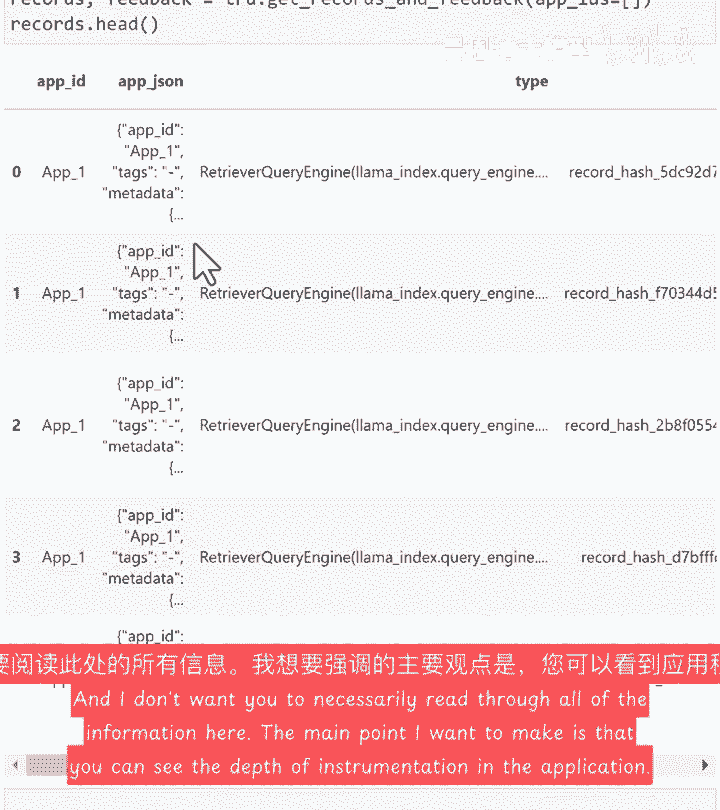 records, feedback = tru.get_records_and_feedback(app_ids=[])
records.head()
app_id app_json type
{"app_id":
"App_1",
0 App_1 "tags": "-", RetrieverQueryEngine(llama_index.query_engine.... record_hash_5dc92d7
"metadata":
{...
{"app_id":
"App_1",
1 App_1 "tags": "-", RetrieverQueryEngine(llama_index.query_engine.... record_hash_f70344d5
"metadata":
{...
{"app_id":
"App_1",
2 App_1 "tags": "-", RetrieverQueryEngine(llama_index.query_engine.... record_hash_2b8f0554
"metadata":
{...
{"app_id":
"App_1",
3 App_1 "tags": "-", RetrieverQueryEngine(llama_index.query_engine.... record_hash_d7bfff
"metadata":
{...
{"app_id":
要阅读此处的所有信息。我想要强调的主要观点是，您可以看到应用程
And I don't want you to necessarily read through all of the
information here. The main point I want to make is that
you can see the depth of instrumentation in the application.